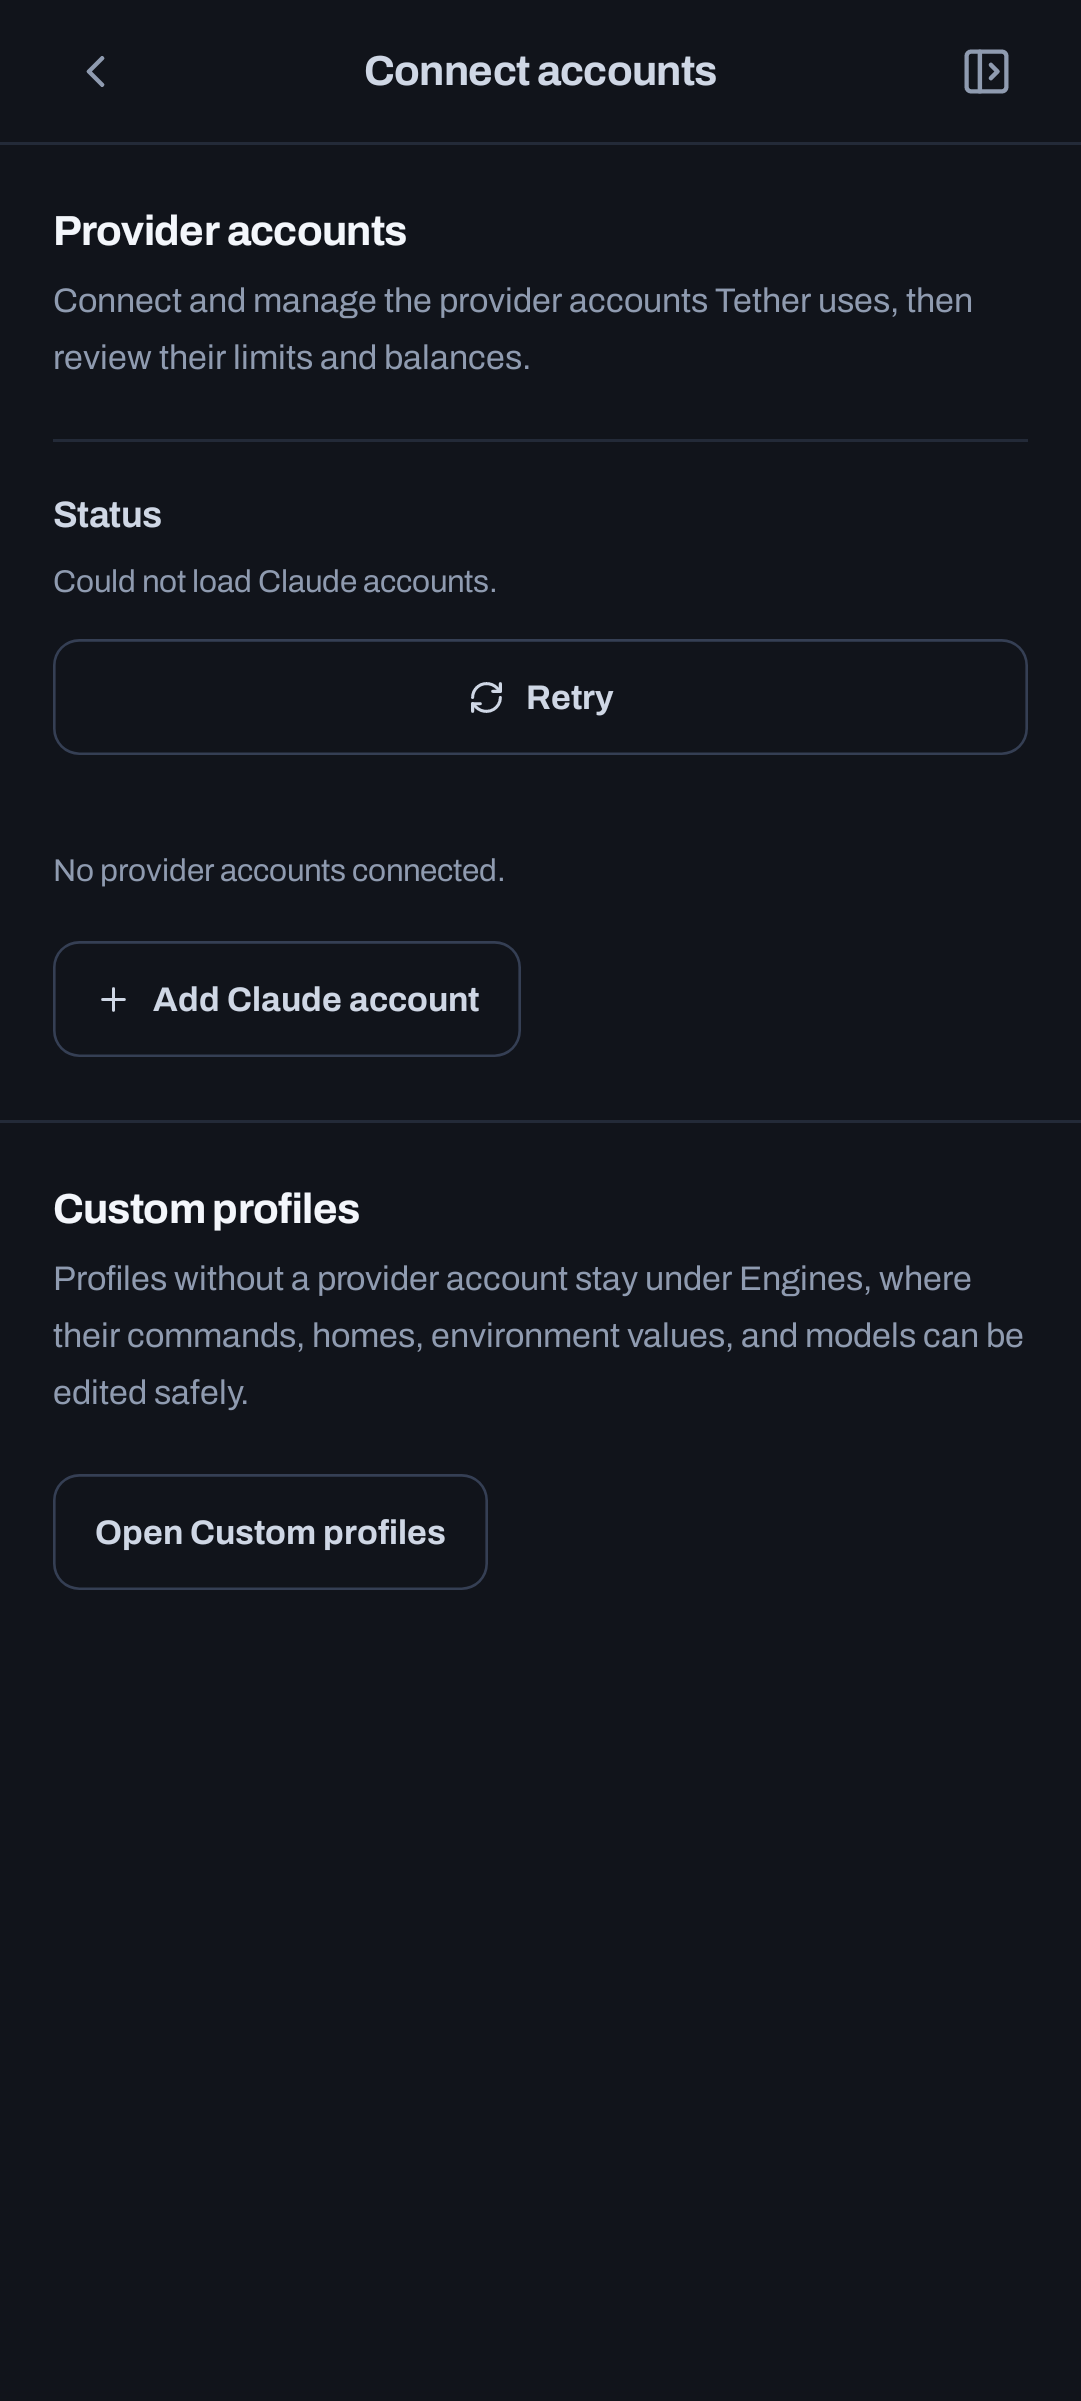 Connect accounts
Provider accounts
Connect and manage the provider accounts Tether uses, then
review their limits and balances.
Status
Could not load Claude accounts.
Retry
No provider accounts connected.
Add Claude account
Custom profiles
Profiles without a provider account stay under Engines, where
their commands, homes, environment values, and models can be
edited safely.
Open Custom profiles